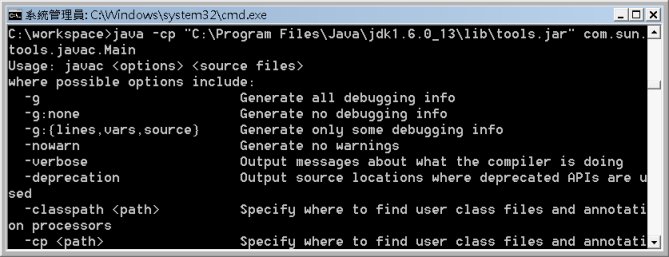 系統管理員: C:\Windows\system32\cmd.exe
C:\workspace>java -cp "C:\Program Files\Java\jdk1.6.0_13\lib\tools.jar" com.sun.
tools.javac.Main
Usage: javac <options> <source files>
where possible options include:
  -g                         Generate all debugging info
  -g:none                    Generate no debugging info
  -g:{lines,vars,source}     Generate only some debugging info
  -nowarn                    Generate no warnings
  -verbose                   Output messages about what the compiler is doing
  -deprecation               Output source locations where deprecated APIs are u
sed
  -classpath <path>          Specify where to find user class files and annotati
on processors
  -cp <path>                 Specify where to find user class files and annotati